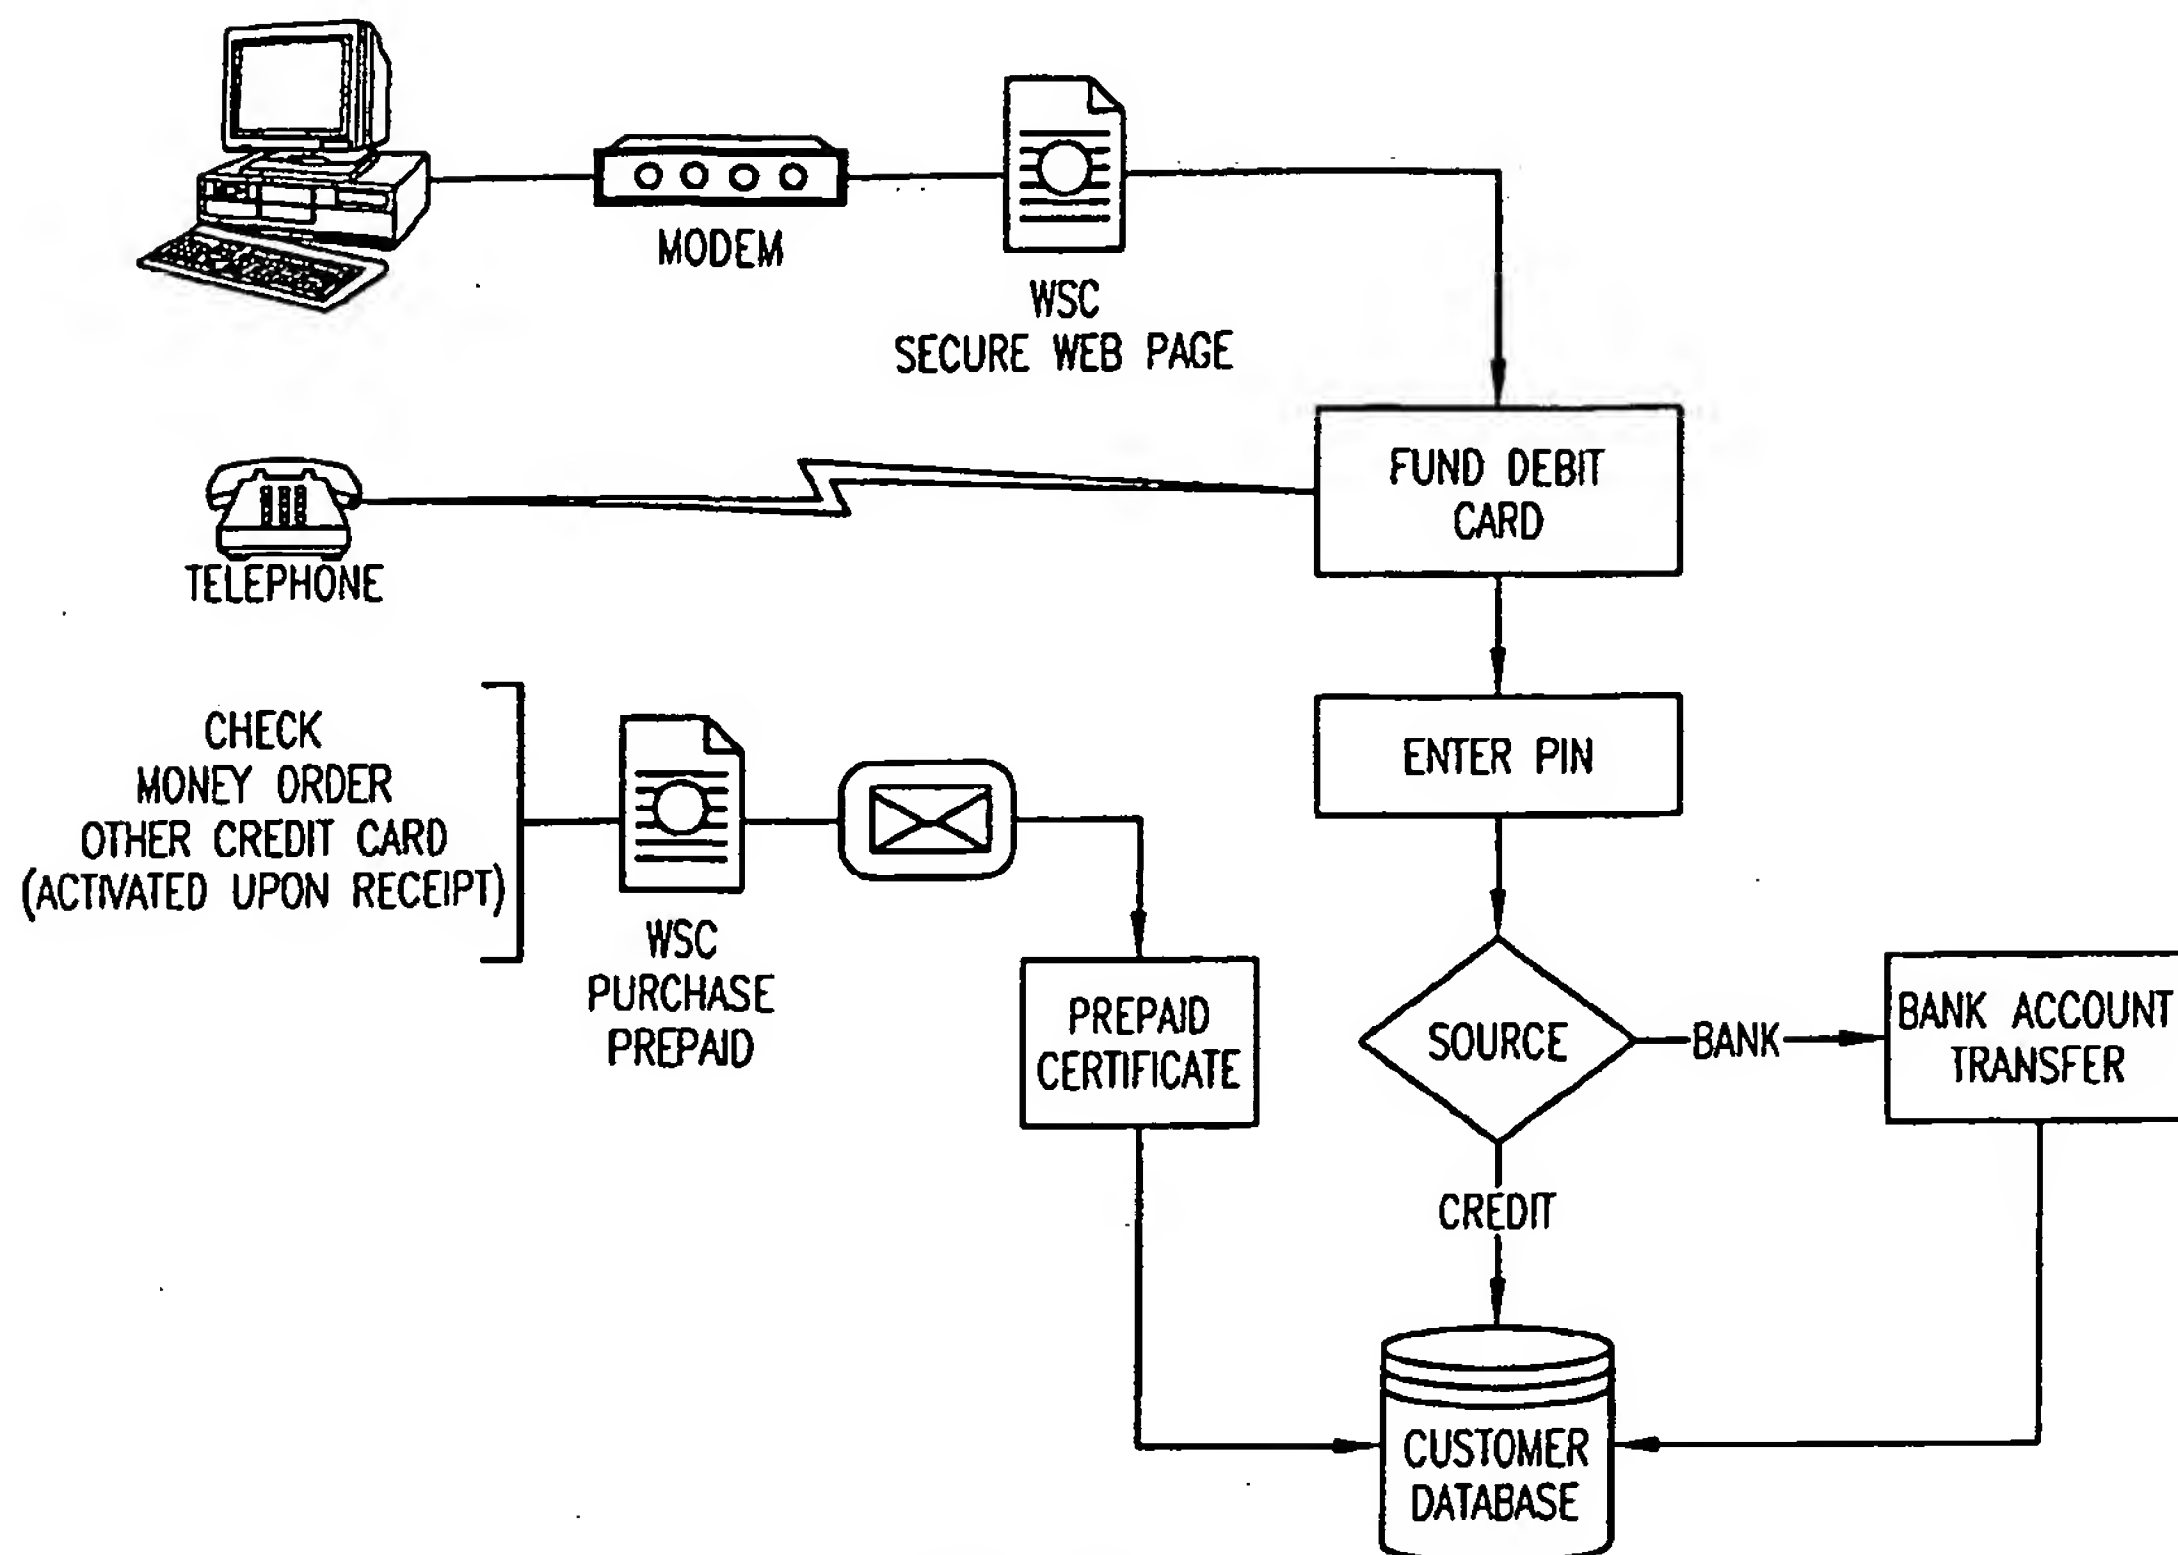 MODEM
WSC
SECURE WEB PAGE
FUND DEBIT
CARD
TELEPHONE
ENTER PIN
CHECK
MONEY ORDER
OTHER CREDIT CARD
(ACTIVATED UPON RECEIPT)
WSC
PURCHASE
PREPAID
PREPAID
CERTIFICATE
SOURCE
BANK
BANK ACCOUNT
TRANSFER
CREDIT
CUSTOMER
DATABASE